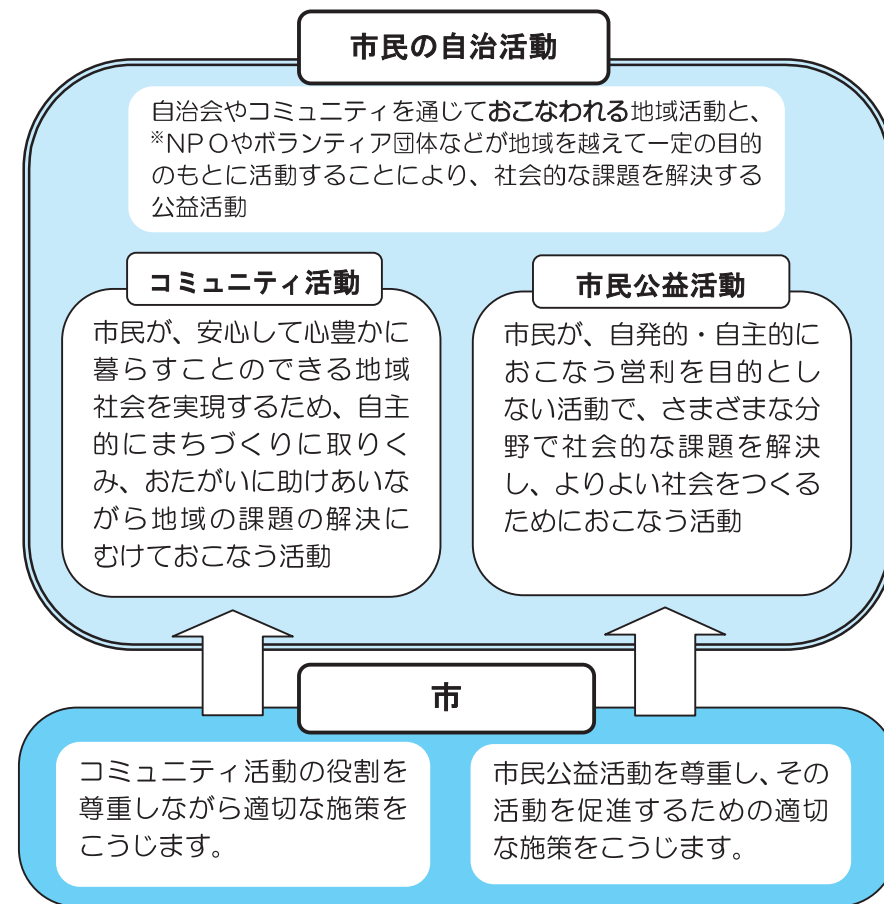 市民の自治活動
自治会やコミュニティを通じておこなわれる地域活動と、
※NPOやボランティア団体などが地域を越えて一定の目的
のもとに活動することにより、社会的な課題を解決する
公益活動
コミュニティ活動
市民が、安心して心豊かに
暮らすことのできる地域
社会を実現するため、自主
的にまちづくりに取りく
み、おたがいに助けあいな
がら地域の課題の解決に
むけておこなう活動
市民公益活動
市民が、自発的・自主的に
おこなう営利を目的とし
ない活動で、さまざまな分
野で社会的な課題を解決
し、よりよい社会をつくる
ためにおこなう活動
市
コミュニティ活動の役割を
尊重しながら適切な施策を
こうじます。
市民公益活動を尊重し、その
活動を促進するための適切
な施策をこうじます。